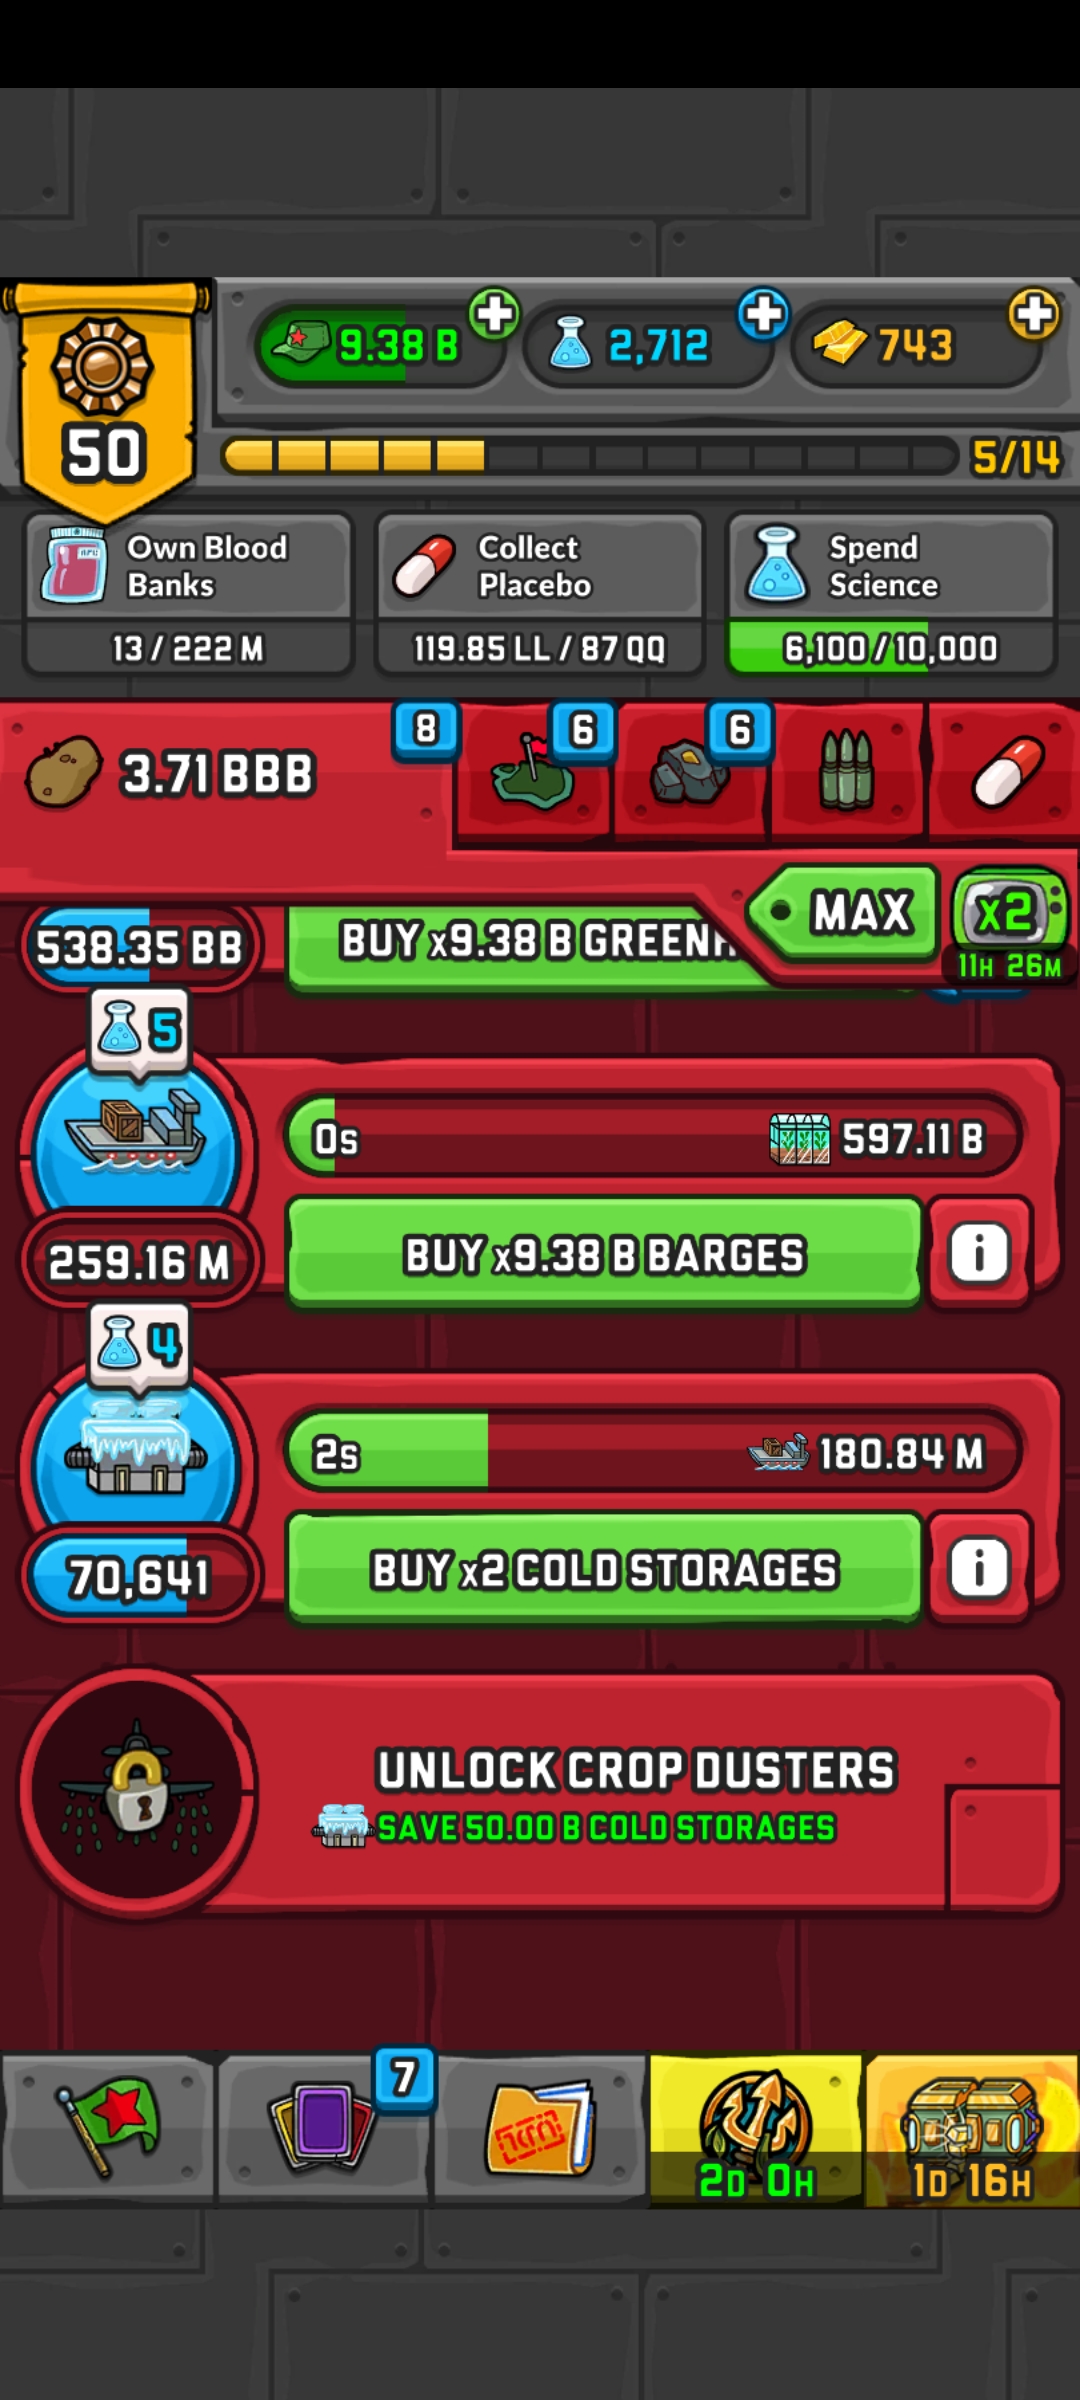 9.38 B
2,712
743
50
5/14
Own Blood
Banks
13 / 222 M
Collect
Placebo
119.85 LL / 87 QQ
Spend
Science
6,100/10,000
3.71 BBB
8
6
6
MAX
x2
11H 26M
538.35 BB
BUY x9.38 B GREENH
5
0s
597.11 B
259.16 M
BUY x9.38 B BARGES
i
4
2s
180.84 M
70,641
BUY x2 COLD STORAGES
i
UNLOCK CROP DUSTERS
SAVE 50.00 B COLD STORAGES
7
2D 0H
1D 16H